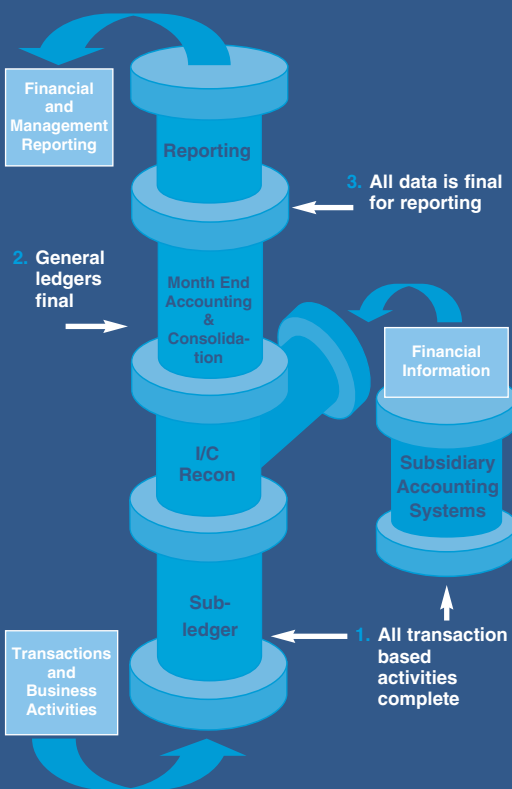 Financial
and
Management
Reporting
Reporting
3. All data is final
for reporting
2. General
ledgers
final
Month End
Accounting
&
Consolida-
tion
Financial
Information
I/C
Recon
Subsidiary
Accounting
Systems
Sub-
ledger
1. All transaction
based
activities
complete
Transactions
and
Business
Activities